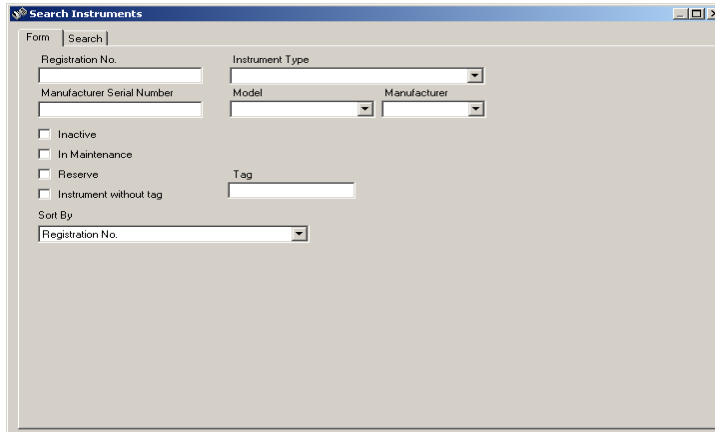 Search Instruments
Form Search
Registration No. Instrument Type
Manufacturer Serial Number Model Manufacturer
Inactive
In Maintenance
Reserve Tag
Instrument without tag
Sort By
Registration No.